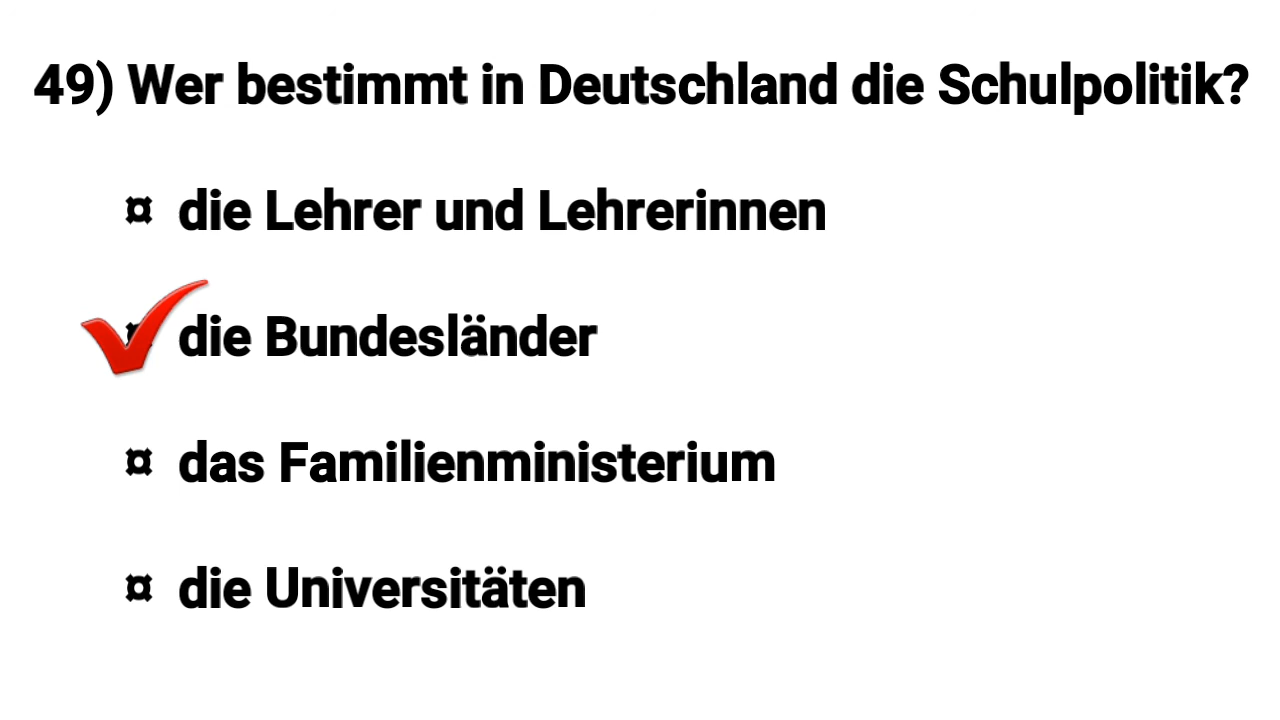 49) Wer bestimmt in Deutschland die Schulpolitik?
¤ die Lehrer und Lehrerinnen
die Bundesländer
¤ das Familienministerium
¤ die Universitäten